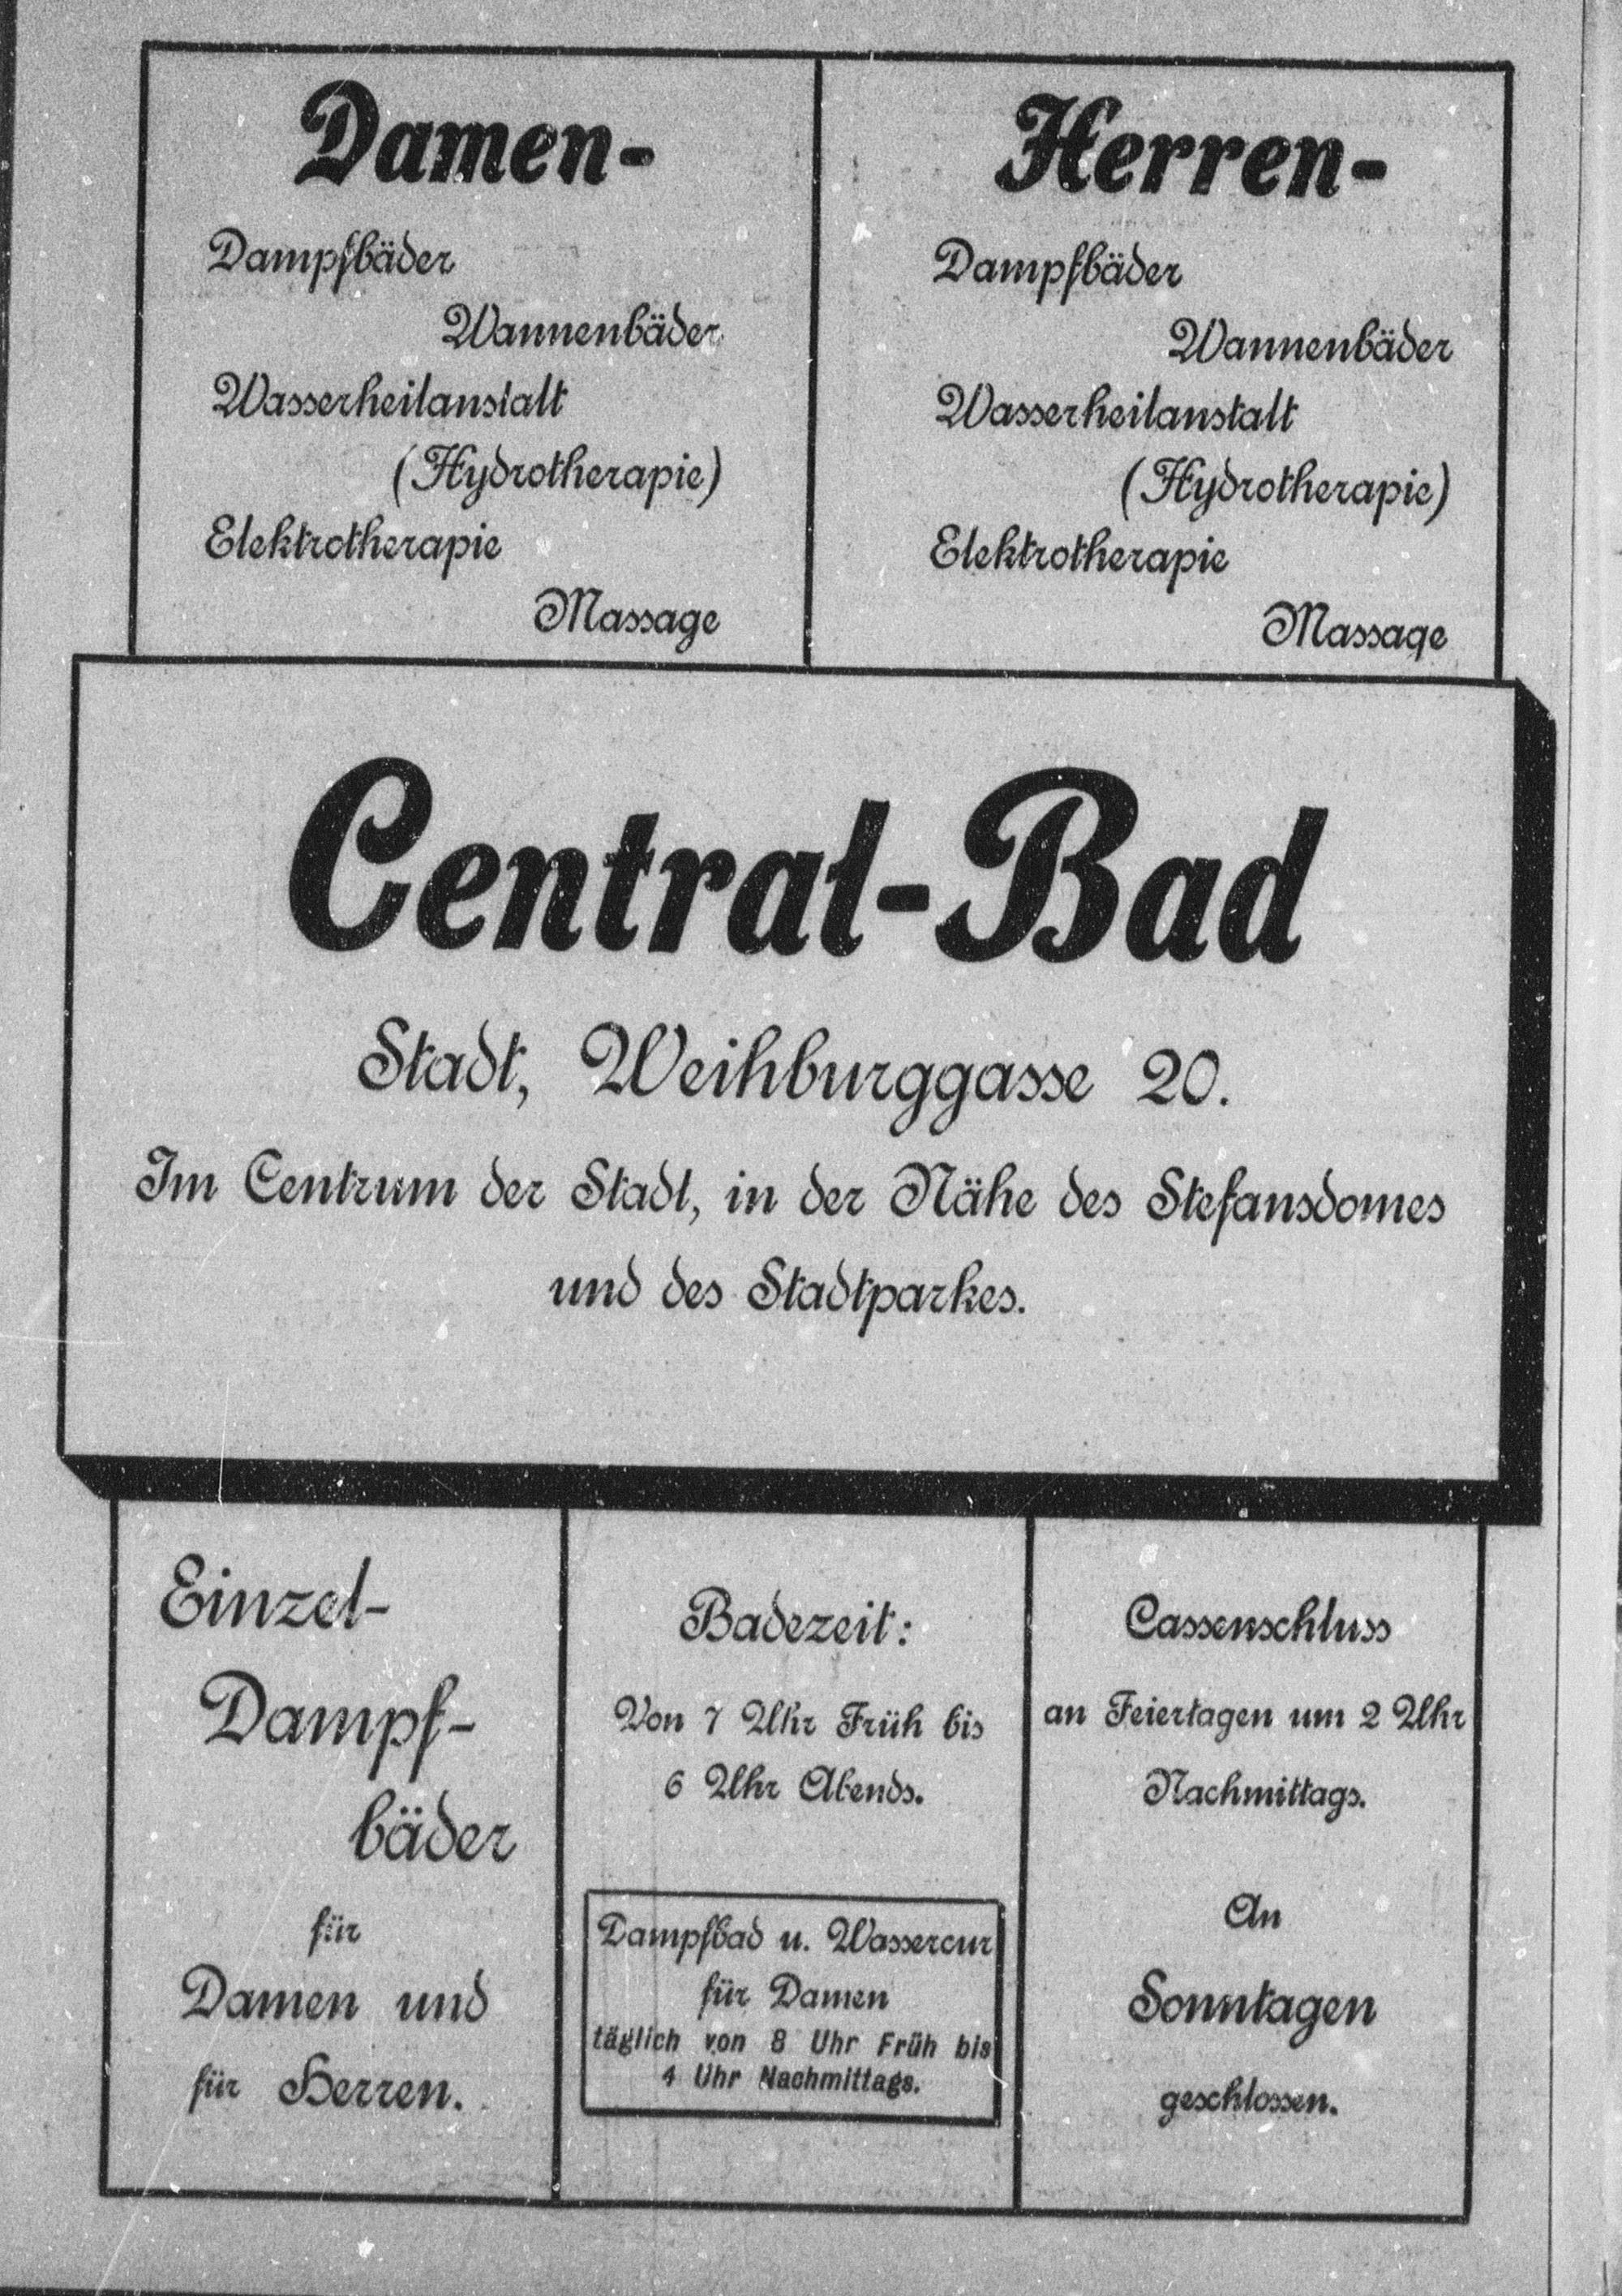 Damen-
Dampfbäder
Wannenbäder
Wasserheilanstalt
(Hydrotherapie)
Elektrotherapie
Massage
Herren-
Dampfbäder
Wannenbäder
Wasserheilanstalt
(Hydrotherapie)
Elektrotherapie
Massage
Central-Bad
Stadt, Weihburggasse 20.
Im Centrum der Stadt, in der Nähe des Stefansdomes
und des Stadtparkes.
Einzel-
Dampf-
bäder
für
Damen und
für Herren.
Badezeit:
Von 7 Uhr Früh bis
6 Uhr Abends.
Dampfbad u. Wassercur
für Damen
täglich von 8 Uhr Früh bis
4 Uhr Nachmittags.
Cassenschluss
an Feiertagen um 2 Uhr
Nachmittags.
An
Sonntagen
geschlossen.